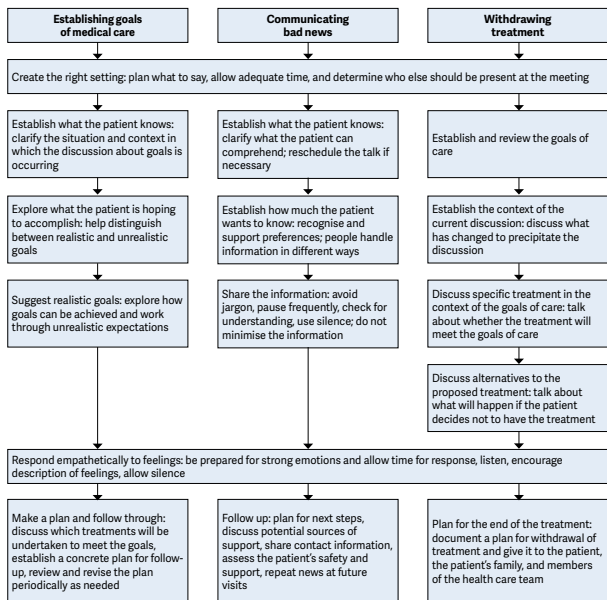 Establishing goals
of medical care
Communicating
bad news
Withdrawing
treatment
Create the right setting: plan what to say, allow adequate time, and determine who else should be present at the meeting
Establish what the patient knows:
clarify the situation and context in
which the discussion about goals is
occurring
Establish what the patient knows:
clarify what the patient can
comprehend; reschedule the talk if
necessary
Establish and review the goals of
care
Explore what the patient is hoping
to accomplish: help distinguish
between realistic and unrealistic
goals
Establish how much the patient
wants to know: recognise and
support preferences; people handle
information in different ways
Establish the context of the
current discussion: discuss what
has changed to precipitate the
discussion
Suggest realistic goals: explore how
goals can be achieved and work
through unrealistic expectations
Share the information: avoid
jargon, pause frequently, check for
understanding, use silence; do not
minimise the information
Discuss specific treatment in the
context of the goals of care: talk
about whether the treatment will
meet the goals of care
Discuss alternatives to the
proposed treatment: talk about
what will happen if the patient
decides not to have the treatment
Respond empathetically to feelings: be prepared for strong emotions and allow time for response, listen, encourage
description of feelings, allow silence
Make a plan and follow through:
discuss which treatments will be
undertaken to meet the goals,
establish a concrete plan for follow-
up, review and revise the plan
periodically as needed
Follow up: plan for next steps,
discuss potential sources of
support, share contact information,
assess the patient's safety and
support, repeat news at future
visits
Plan for the end of the treatment:
document a plan for withdrawal of
treatment and give it to the patient,
the patient's family, and members
of the health care team